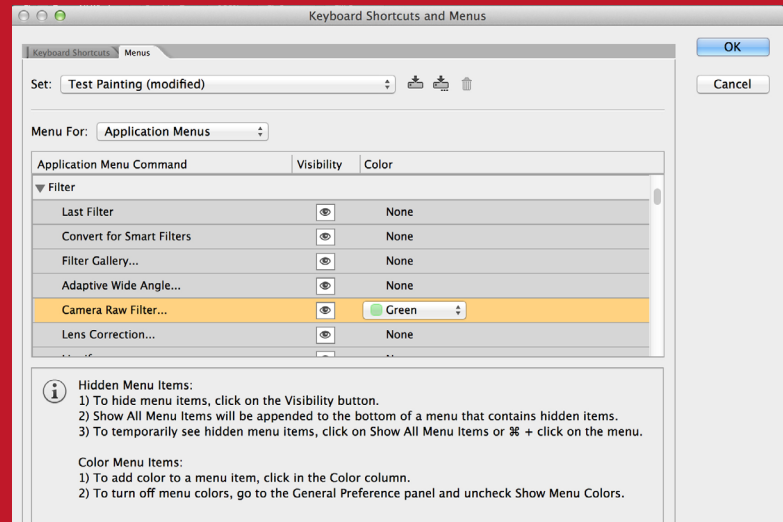 Keyboard Shortcuts and Menus
Keyboard Shortcuts Menus
OK
Set: Test Painting (modified)
Cancel
Menu For: Application Menus
Application Menu Command Visibility Color
Filter
Last Filter None
Convert for Smart Filters None
Filter Gallery... None
Adaptive Wide Angle... None
Camera Raw Filter... Green
Lens Correction... None
Hidden Menu Items:
1) To hide menu items, click on the Visibility button.
2) Show All Menu Items will be appended to the bottom of a menu that contains hidden items.
3) To temporarily see hidden menu items, click on Show All Menu Items or ⌘ + click on the menu.
Color Menu Items:
1) To add color to a menu item, click in the Color column.
2) To turn off menu colors, go to the General Preference panel and uncheck Show Menu Colors.